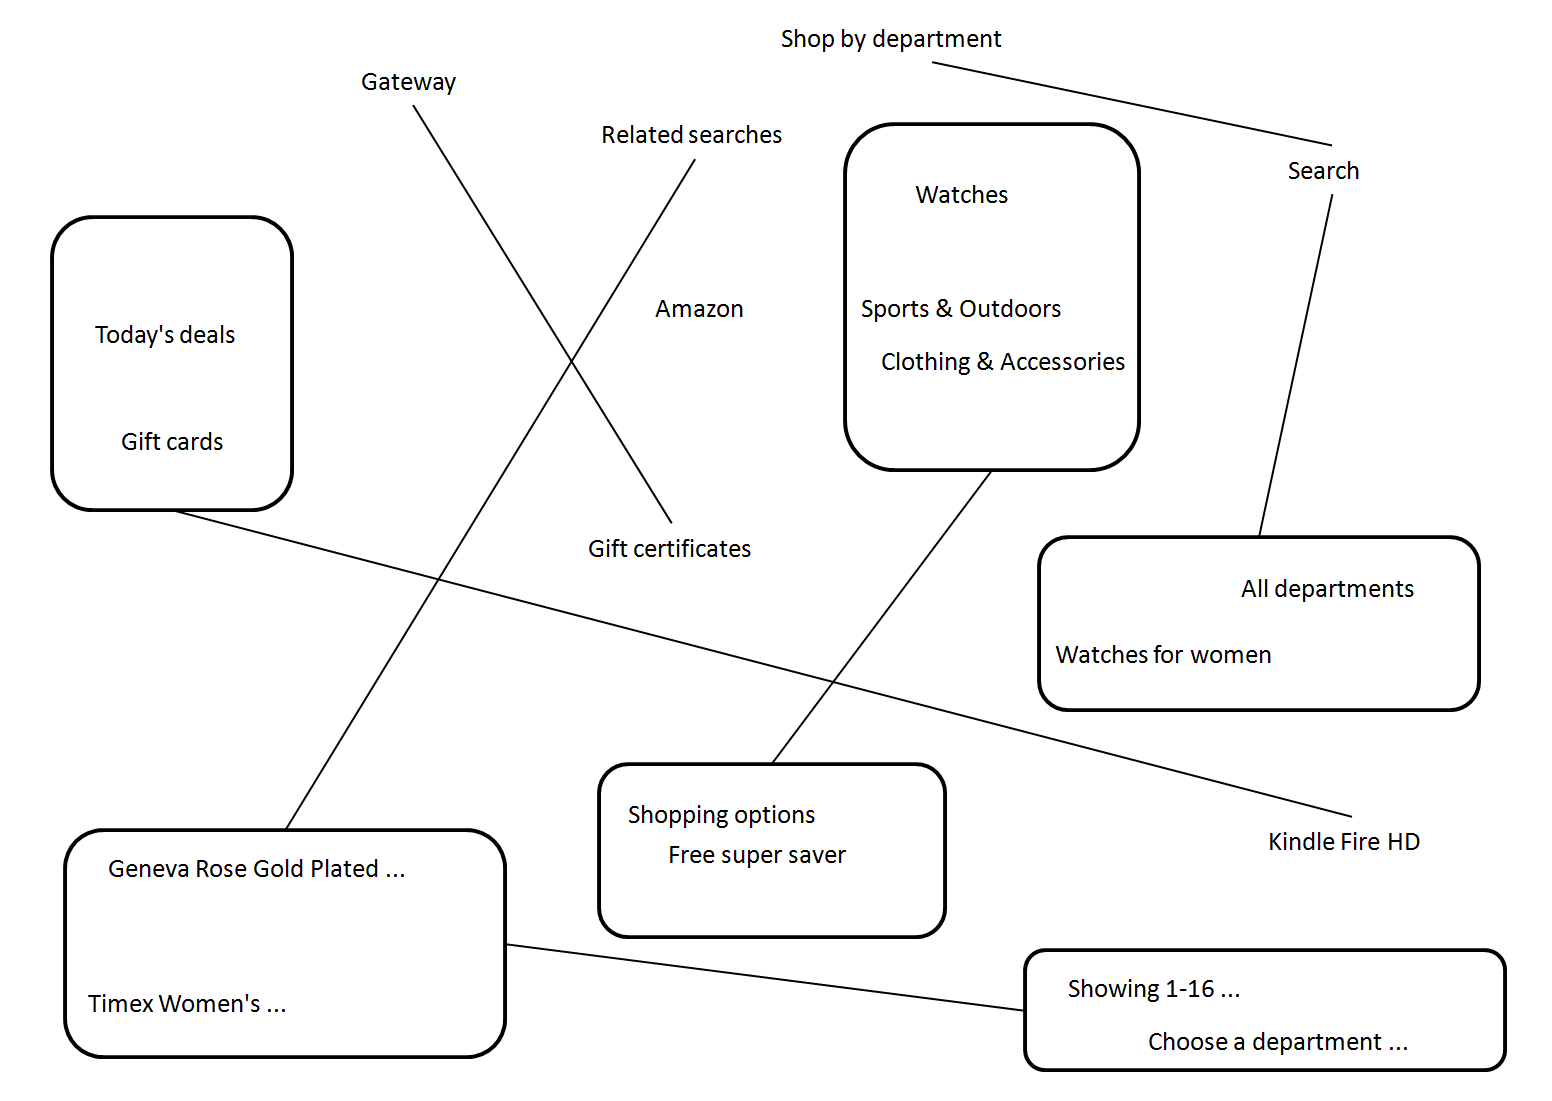 Shop by department
Gateway
Related searches
Search
Watches
Amazon
Sports & Outdoors
Today's deals
Clothing & Accessories
Gift cards
Gift certificates
All departments
Watches for women
Shopping options
Kindle Fire HD
Free super saver
Geneva Rose Gold Plated ...
Showing 1-16 ...
Timex Women's ...
Choose a department ...